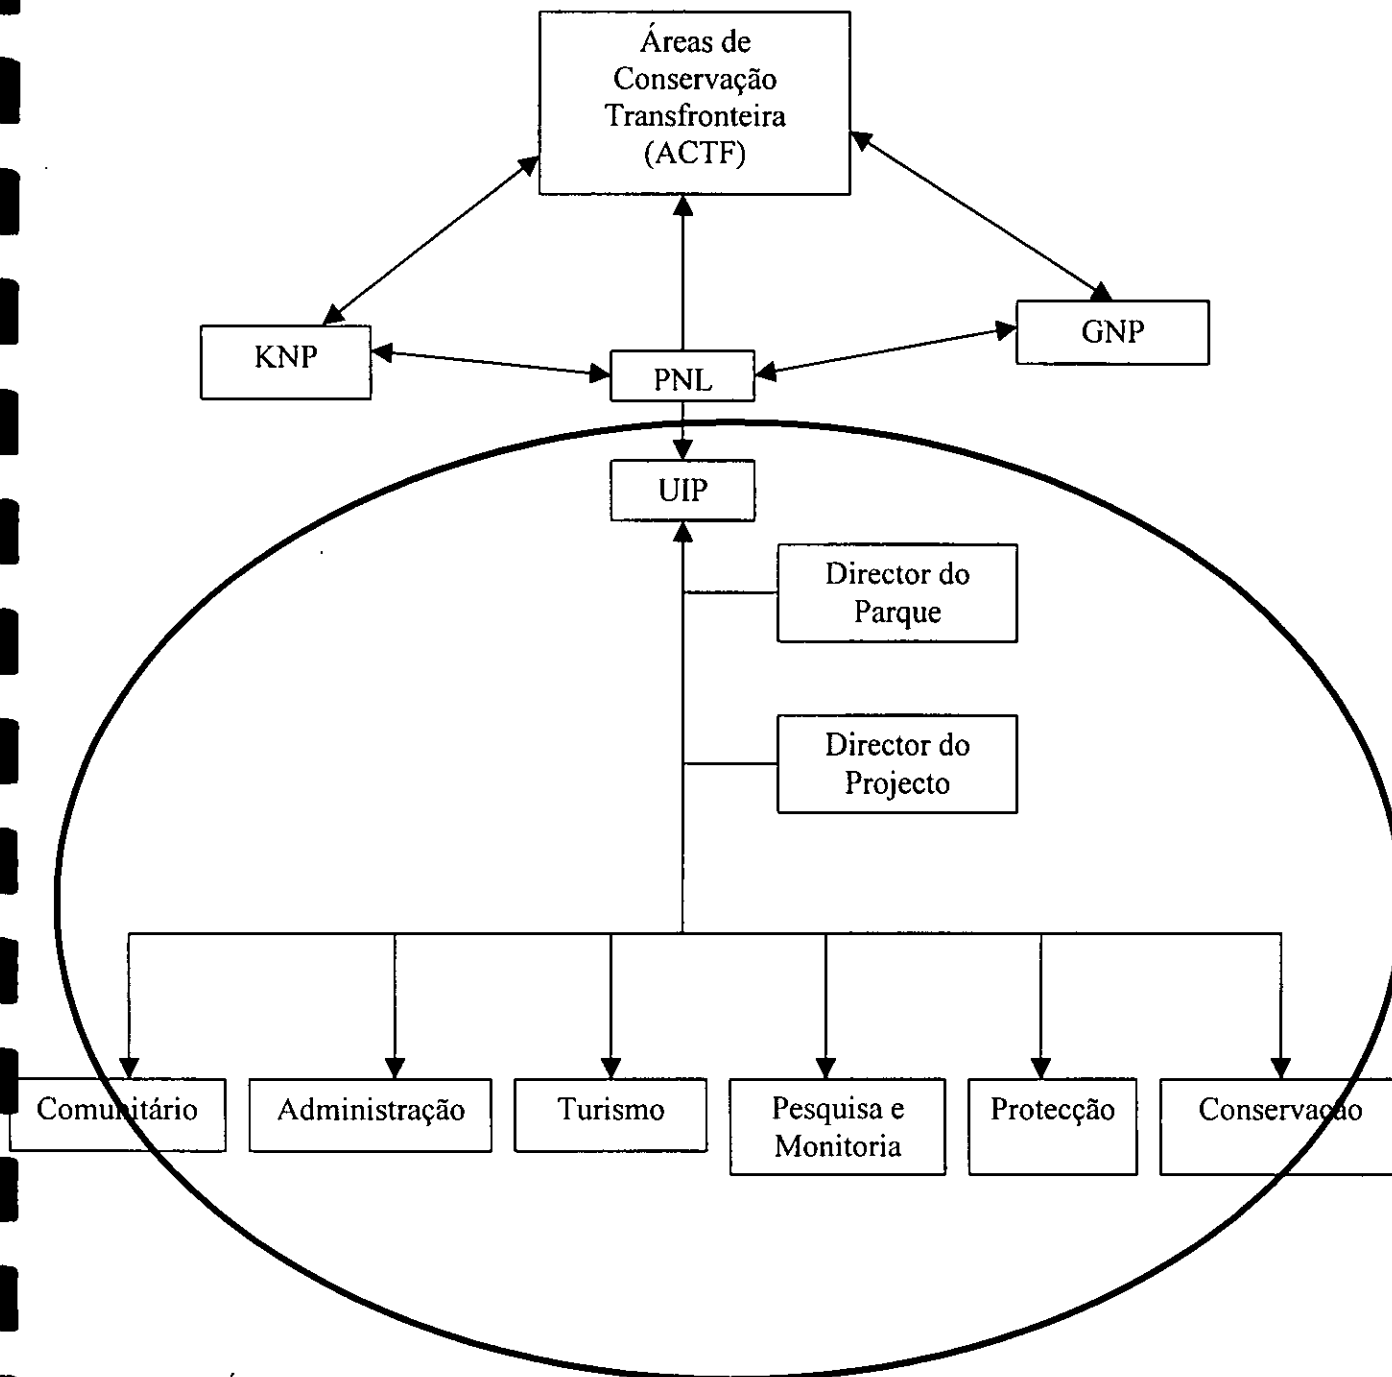 Áreas de
Conservação
Transfronteira
(ACTF)
KNP
GNP
PNL
UIP
Director do
Parque
Director do
Projecto
Comunitário
Administração
Turismo
Pesquisa e
Monitoria
Protecção
Conservação